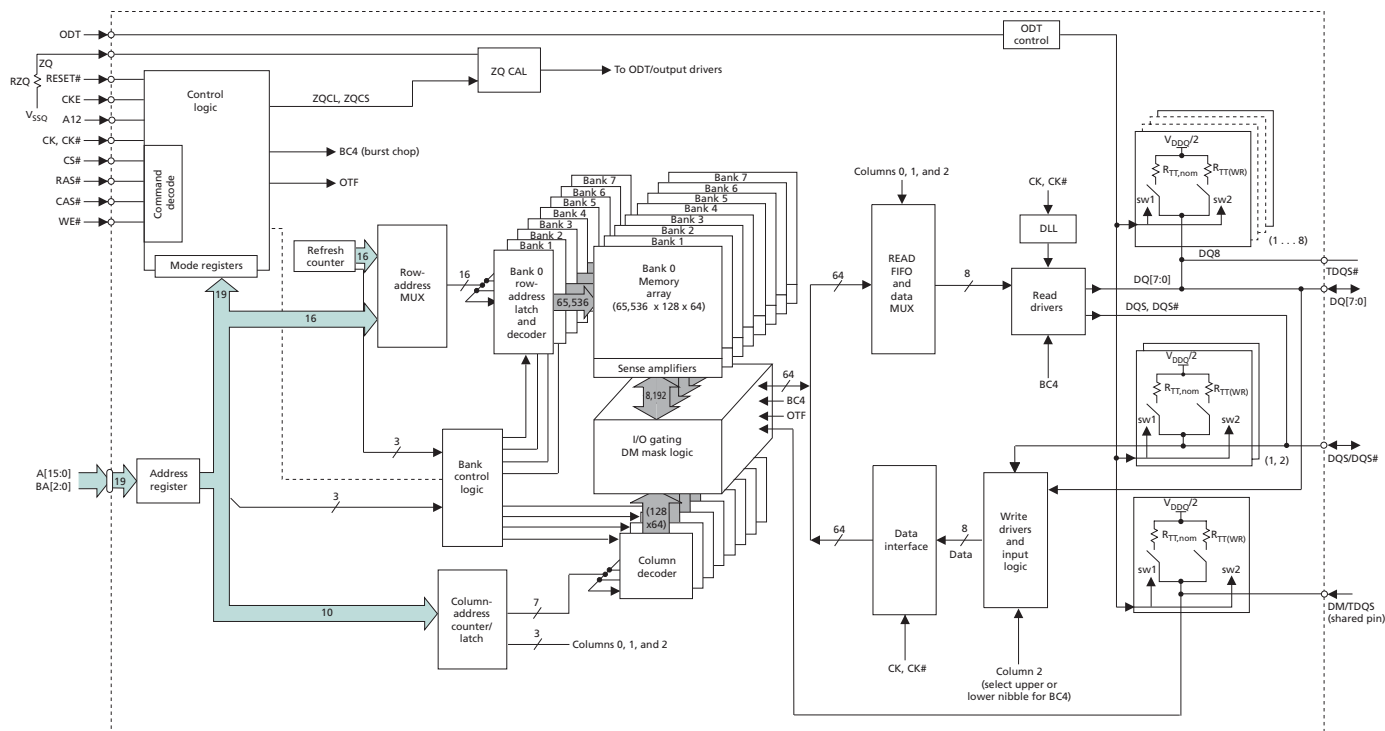 ODT
ODT
control
ZQ
RZQ
VSSQ
RESET#
CKE
A12
CK, CK#
CS#
RAS#
CAS#
WE#
Control
logic
Command
decode
Mode registers
ZQCL, ZQCS
ZQ CAL
To ODT/output drivers
BC4 (burst chop)
OTF
Refresh
counter
16
Row-
address
MUX
16
19
16
Bank 7
Bank 6
Bank 5
Bank 4
Bank 3
Bank 2
Bank 1
Bank 0
row-
address
latch
and
decoder
65,536
Bank 7
Bank 6
Bank 5
Bank 4
Bank 3
Bank 2
Bank 1
Bank 0
Memory
array
(65,536 x 128 x 64)
Sense amplifiers
8,192
I/O gating
DM mask logic
64
BC4
OTF
(128
x64)
Column
decoder
3
Bank
control
logic
3
A[15:0]
BA[2:0]
19
Address
register
10
Column-
address
counter/
latch
7
3
Columns 0, 1, and 2
Columns 0, 1, and 2
64
READ
FIFO
and
data
MUX
8
CK, CK#
DLL
Read
drivers
BC4
DQ[7:0]
DQS, DQS#
64
Data
interface
CK, CK#
8
Data
Write
drivers
and
input
logic
Column 2
(select upper or
lower nibble for BC4)
VDDQ/2
RTT,nom
RTT(WR)
sw1
sw2
(1 . . . 8)
DQ8
TDQS#
DQ[7:0]
VDDQ/2
RTT,nom
RTT(WR)
sw1
sw2
(1, 2)
DQS/DQS#
VDDQ/2
RTT,nom
RTT(WR)
sw1
sw2
DM/TDQS
(shared pin)